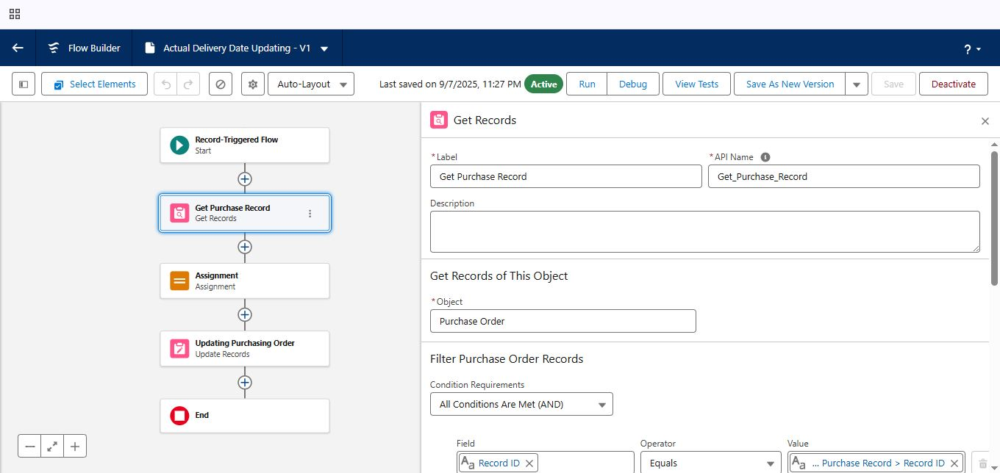 Flow Builder
Actual Delivery Date Updating - V1
?
Select Elements
Auto-Layout
Last saved on 9/7/2025, 11:27 PM
Active
Run
Debug
View Tests
Save As New Version
Save
Deactivate
Record-Triggered Flow
Start
Get Purchase Record
Get Records
Assignment
Assignment
Updating Purchasing Order
Update Records
End
Get Records
*Label
*API Name
Get Purchase Record
Get_Purchase_Record
Description
Get Records of This Object
*Object
Purchase Order
Filter Purchase Order Records
Condition Requirements
All Conditions Are Met (AND)
Field
Operator
Value
Aa Record ID
Equals
Aa ... Purchase Record > Record ID